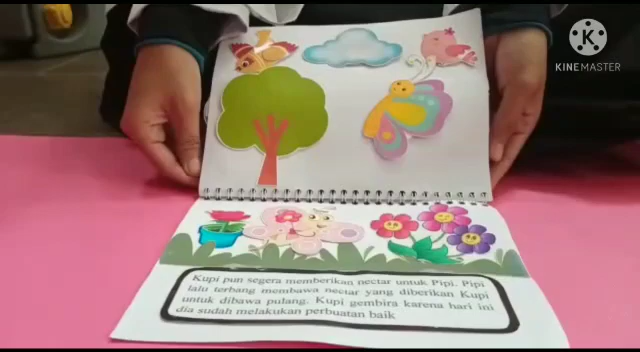 KINEMASTER
Kupi pun segera memberikan nectar untuk Pipi. Pipi
lalu terbang membawa nectar yang diberikan Kupi
untuk dibawa pulang. Kupi gembira karena hari ini
dia sudah melakukan perbuatan baik